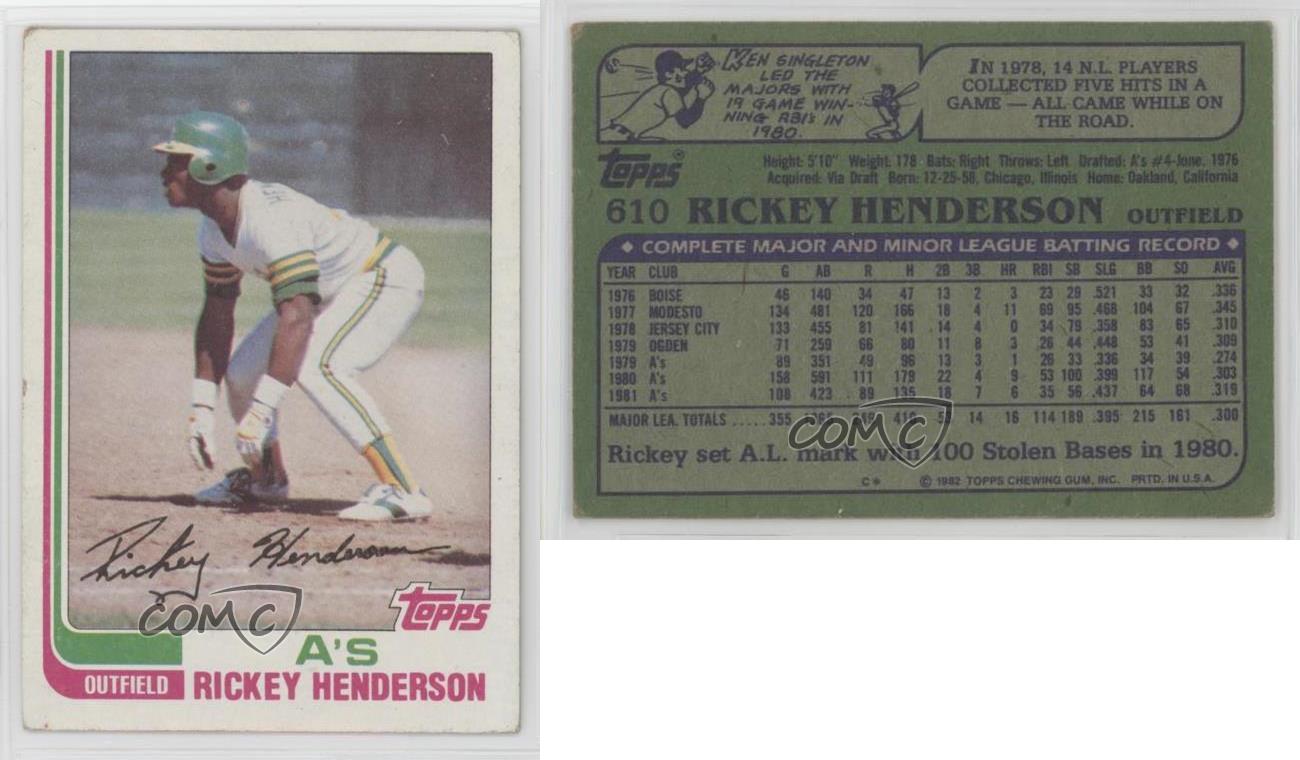 Rickey Henderson
COMC
Topps
A'S
OUTFIELD RICKEY HENDERSON
KEN SINGLETON
LED THE
MAJORS WITH
19 GAME WIN-
NING RBI'S IN
1980.
IN 1978, 14 N.L. PLAYERS
COLLECTED FIVE HITS IN A
GAME — ALL CAME WHILE ON
THE ROAD.
Topps®
Height: 5'10" Weight: 178 Bats: Right Throws: Left Drafted: A's #4-June, 1976
Acquired: Via Draft Born: 12-25-58, Chicago, Illinois Home: Oakland, California
610 RICKEY HENDERSON OUTFIELD
◆ COMPLETE MAJOR AND MINOR LEAGUE BATTING RECORD ◆
YEAR CLUB G AB R H 2B 3B HR RBI SB SLG BB SO AVG
1976 BOISE 46 140 34 47 13 2 3 23 29 .521 33 32 .336
1977 MODESTO 134 481 120 166 18 4 11 69 95 .468 104 67 .345
1978 JERSEY CITY 133 455 81 141 14 4 0 34 79 .358 83 65 .310
1979 OGDEN 71 259 66 80 11 8 3 26 44 .448 53 41 .309
1979 A's 89 351 49 96 13 3 1 26 33 .336 34 39 .274
1980 A's 158 591 111 179 22 4 9 53 100 .399 117 54 .303
1981 A's 108 423 89 135 18 7 6 35 56 .437 64 68 .319
MAJOR LEA. TOTALS ..... 355 14 16 114 189 .395 215 161 .300
COMC
Rickey set A.L. mark with 100 Stolen Bases in 1980.
C* © 1982 TOPPS CHEWING GUM, INC. PRTD. IN U.S.A.